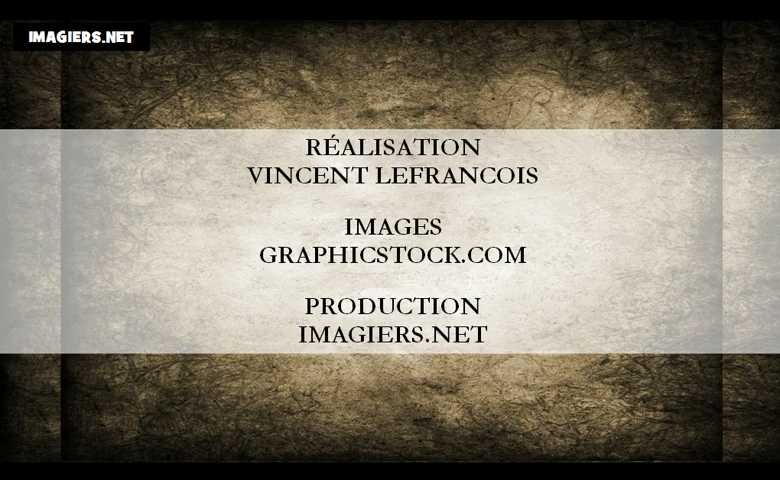 IMAGIERS.NET
RÉALISATION
VINCENT LEFRANCOIS
IMAGES
GRAPHICSTOCK.COM
PRODUCTION
IMAGIERS.NET